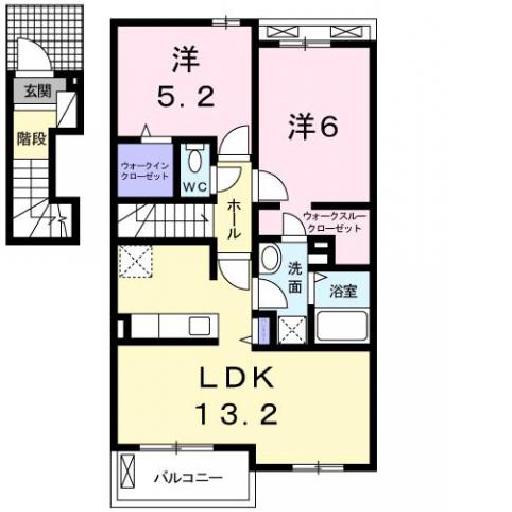 玄関
階段
洋
5.2
洋6
ウォークイン
クローゼット
WC
ホール
ウォークスルー
クローゼット
洗面
浴室
LDK
13.2
バルコニー